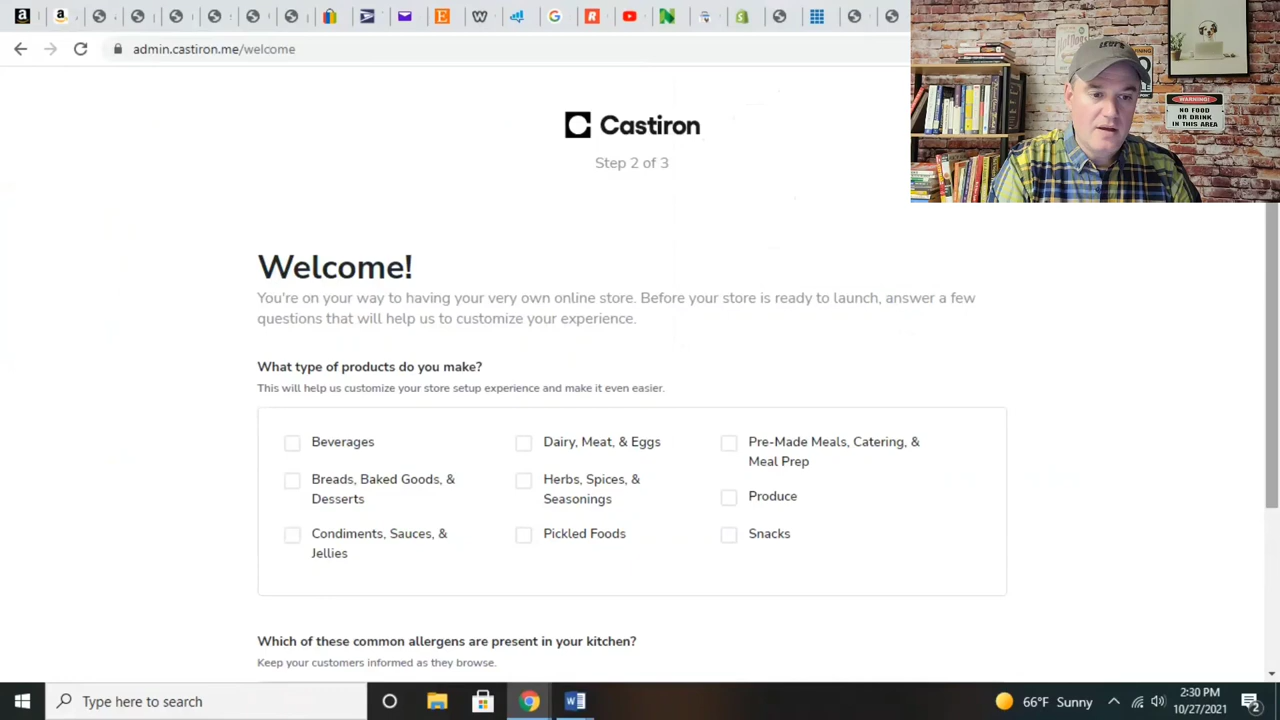 admin.castiron.me/welcome
WARNING!
NO FOOD
OR DRINK
IN THIS AREA
Castiron
Step 2 of 3
Welcome!
You're on your way to having your very own online store. Before your store is ready to launch, answer a few
questions that will help us to customize your experience.
What type of products do you make?
This will help us customize your store setup experience and make it even easier.
Beverages
Breads, Baked Goods, &
Desserts
Condiments, Sauces, &
Jellies
Dairy, Meat, & Eggs
Herbs, Spices, &
Seasonings
Pickled Foods
Pre-Made Meals, Catering, &
Meal Prep
Produce
Snacks
Which of these common allergens are present in your kitchen?
Keep your customers informed as they browse.
Type here to search
66°F Sunny
2:30 PM
10/27/2021
2